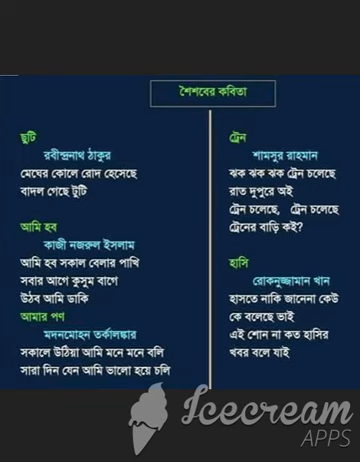 শৈশবের কবিতা
ছুটি
রবীন্দ্রনাথ ঠাকুর
মেঘের কোলে রোদ হেসেছে
বাদল গেছে টুটি
আমি হব
কাজী নজরুল ইসলাম
আমি হব সকাল বেলার পাখি
সবার আগে কুসুম বাগে
উঠব আমি ডাকি
আমার পণ
মদনমোহন তর্কালঙ্কার
সকালে উঠিয়া আমি মনে মনে বলি
সারা দিন যেন আমি ভালো হয়ে চলি
ট্রেন
শামসুর রাহমান
ঝক ঝক ঝক ট্রেন চলেছে
রাত দুপুরে অই
ট্রেন চলেছে, ট্রেন চলেছে
ট্রেনের বাড়ি কই?
হাসি
রোকনুজ্জামান খান
হাসতে নাকি জানেনা কেউ
কে বলেছে ভাই
এই শোন না কত হাসির
খবর বলে যাই
Icecream
APPS